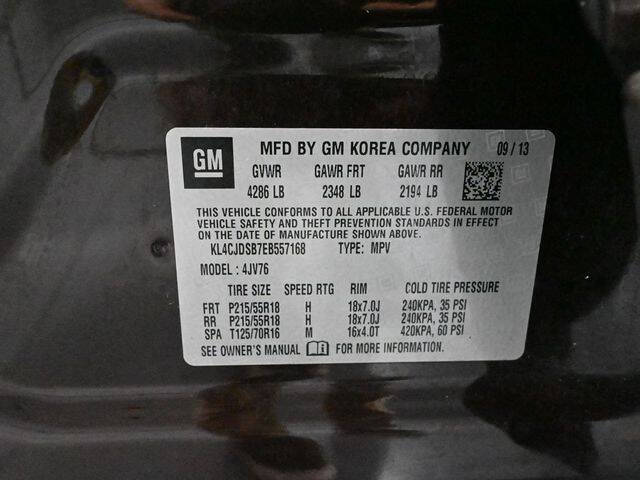 GM MFD BY GM KOREA COMPANY 09 / 13
GVWR GAWR FRT GAWR RR
4286 LB 2348 LB 2194 LB
THIS VEHICLE CONFORMS TO ALL APPLICABLE U.S. FEDERAL MOTOR
VEHICLE SAFETY AND THEFT PREVENTION STANDARDS IN EFFECT ON
THE DATE OF MANUFACTURE SHOWN ABOVE.
KL4CJDSB7EB557168 TYPE: MPV
MODEL : 4JV76
TIRE SIZE SPEED RTG RIM COLD TIRE PRESSURE
FRT P215/55R18 H 18x7.0J 240KPA, 35 PSI
RR P215/55R18 H 18x7.0J 240KPA, 35 PSI
SPA T125/70R16 M 16x4.0T 420KPA, 60 PSI
SEE OWNER'S MANUAL FOR MORE INFORMATION.